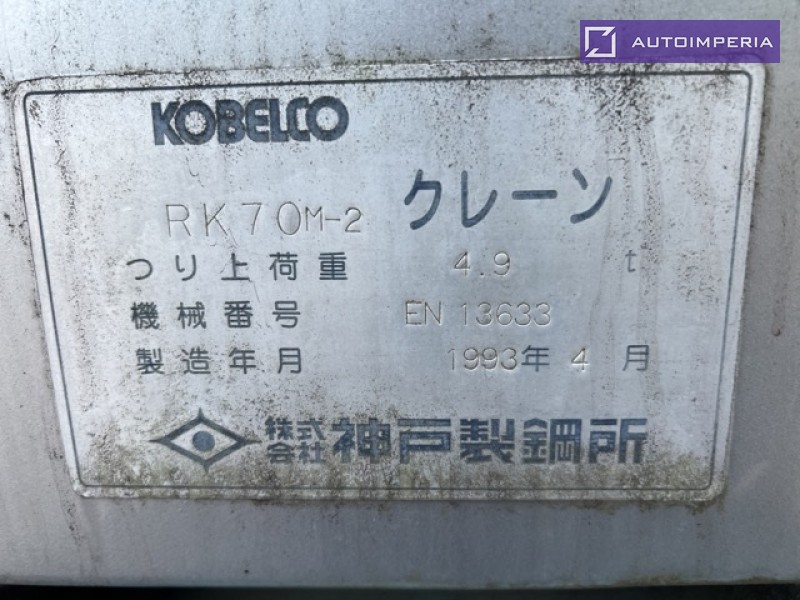 AUTOIMPERIA
KOBELCO
RK70M-2 クレーン
つり上荷重 4.9 t
機械番号 EN 13633
製造年月 1993年 4月
株式会社 神戸製鋼所